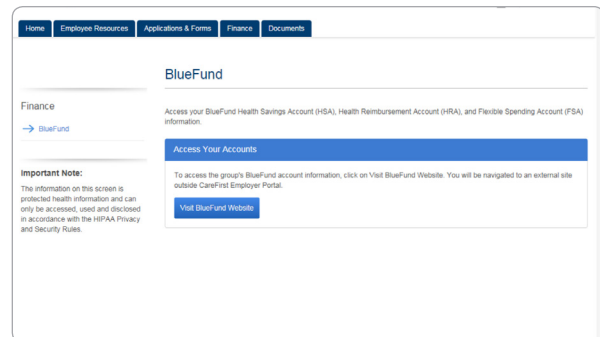 Home Employee Resources Applications & Forms Finance Documents
BlueFund
Finance
BlueFund
Important Note:
The information on this screen is
protected health information and can
only be accessed, used and disclosed
in accordance with the HIPAA Privacy
and Security Rules.
Access your BlueFund Health Savings Account (HSA), Health Reimbursement Account (HRA), and Flexible Spending Account (FSA)
information.
Access Your Accounts
To access the group's BlueFund account information, click on Visit BlueFund Website. You will be navigated to an external site
outside CareFirst Employer Portal.
Visit BlueFund Website